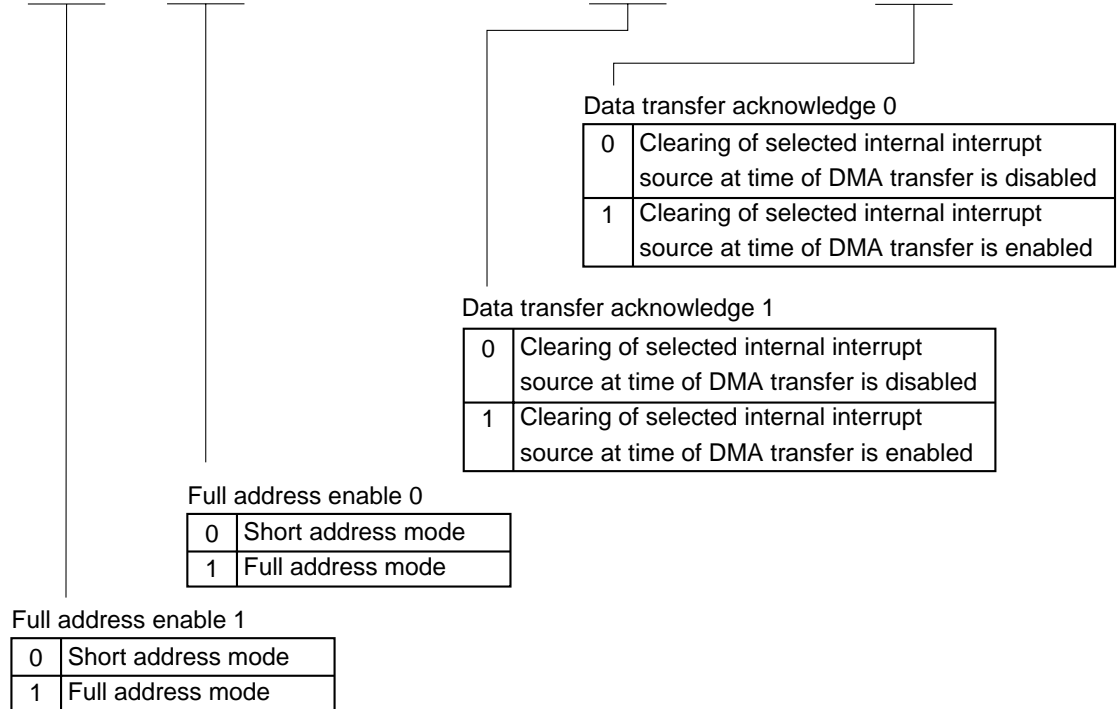 Data transfer acknowledge 0
0 Clearing of selected internal interrupt
source at time of DMA transfer is disabled
1 Clearing of selected internal interrupt
source at time of DMA transfer is enabled
Data transfer acknowledge 1
0 Clearing of selected internal interrupt
source at time of DMA transfer is disabled
1 Clearing of selected internal interrupt
source at time of DMA transfer is enabled
Full address enable 0
0 Short address mode
1 Full address mode
Full address enable 1
0 Short address mode
1 Full address mode